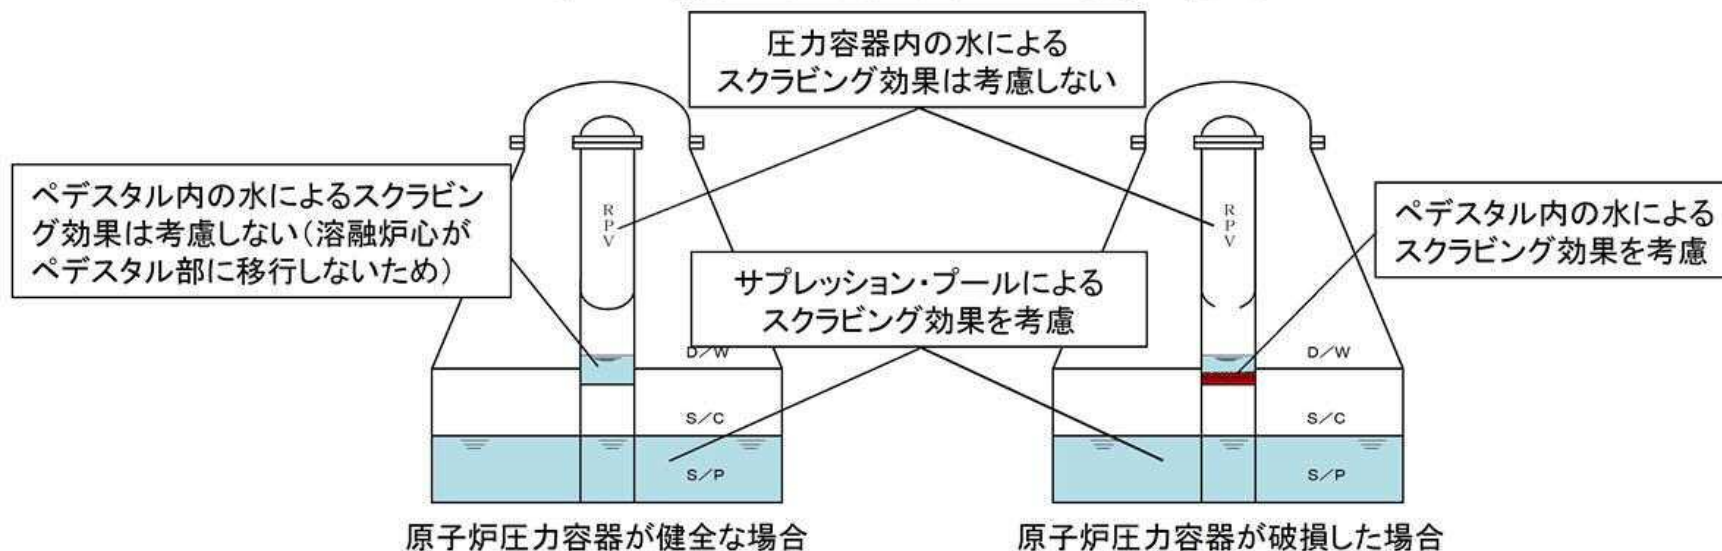 圧力容器内の水による
スクラビング効果は考慮しない
ペデスタル内の水によるスクラビン
グ効果は考慮しない(溶融炉心が
ペデスタル部に移行しないため)
ペデスタル内の水による
スクラビング効果を考慮
サプレッション・プールによる
スクラビング効果を考慮
RPV
D/W
S/C
S/P
RPV
D/W
S/C
S/P
原子炉圧力容器が健全な場合
原子炉圧力容器が破損した場合